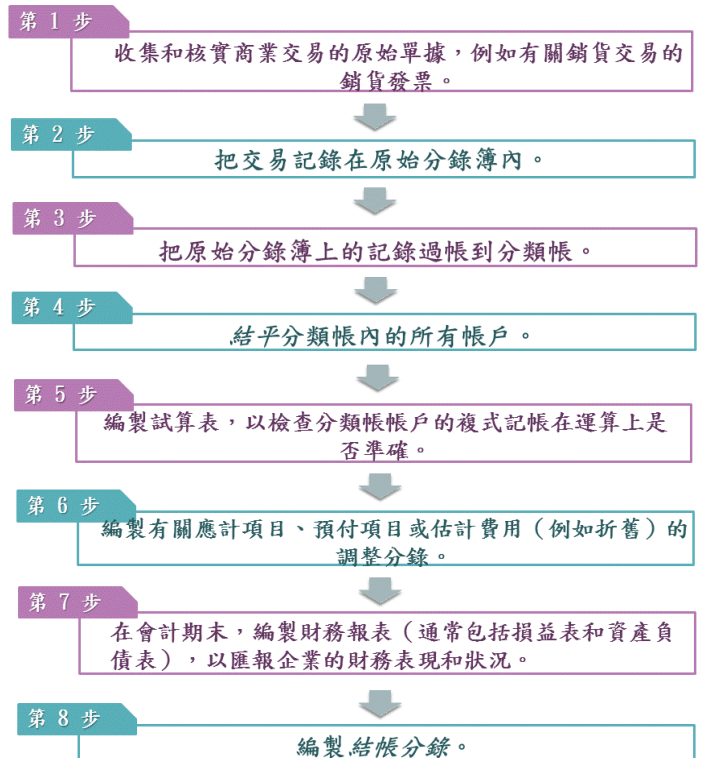 第 1 步
收集和核實商業交易的原始單據，例如有關銷貨交易的
銷貨發票。
第 2 步
把交易記錄在原始分錄簿內。
第 3 步
把原始分錄簿上的記錄過帳到分類帳。
第 4 步
結平分類帳內的所有帳戶。
第 5 步
編製試算表，以檢查分類帳帳戶的複式記帳在運算上是
否準確。
第 6 步
編製有關應計項目、預付項目或估計費用（例如折舊）的
調整分錄。
第 7 步
在會計期末，編製財務報表（通常包括損益表和資產負
債表），以匯報企業的財務表現和狀況。
第 8 步
編製結帳分錄。